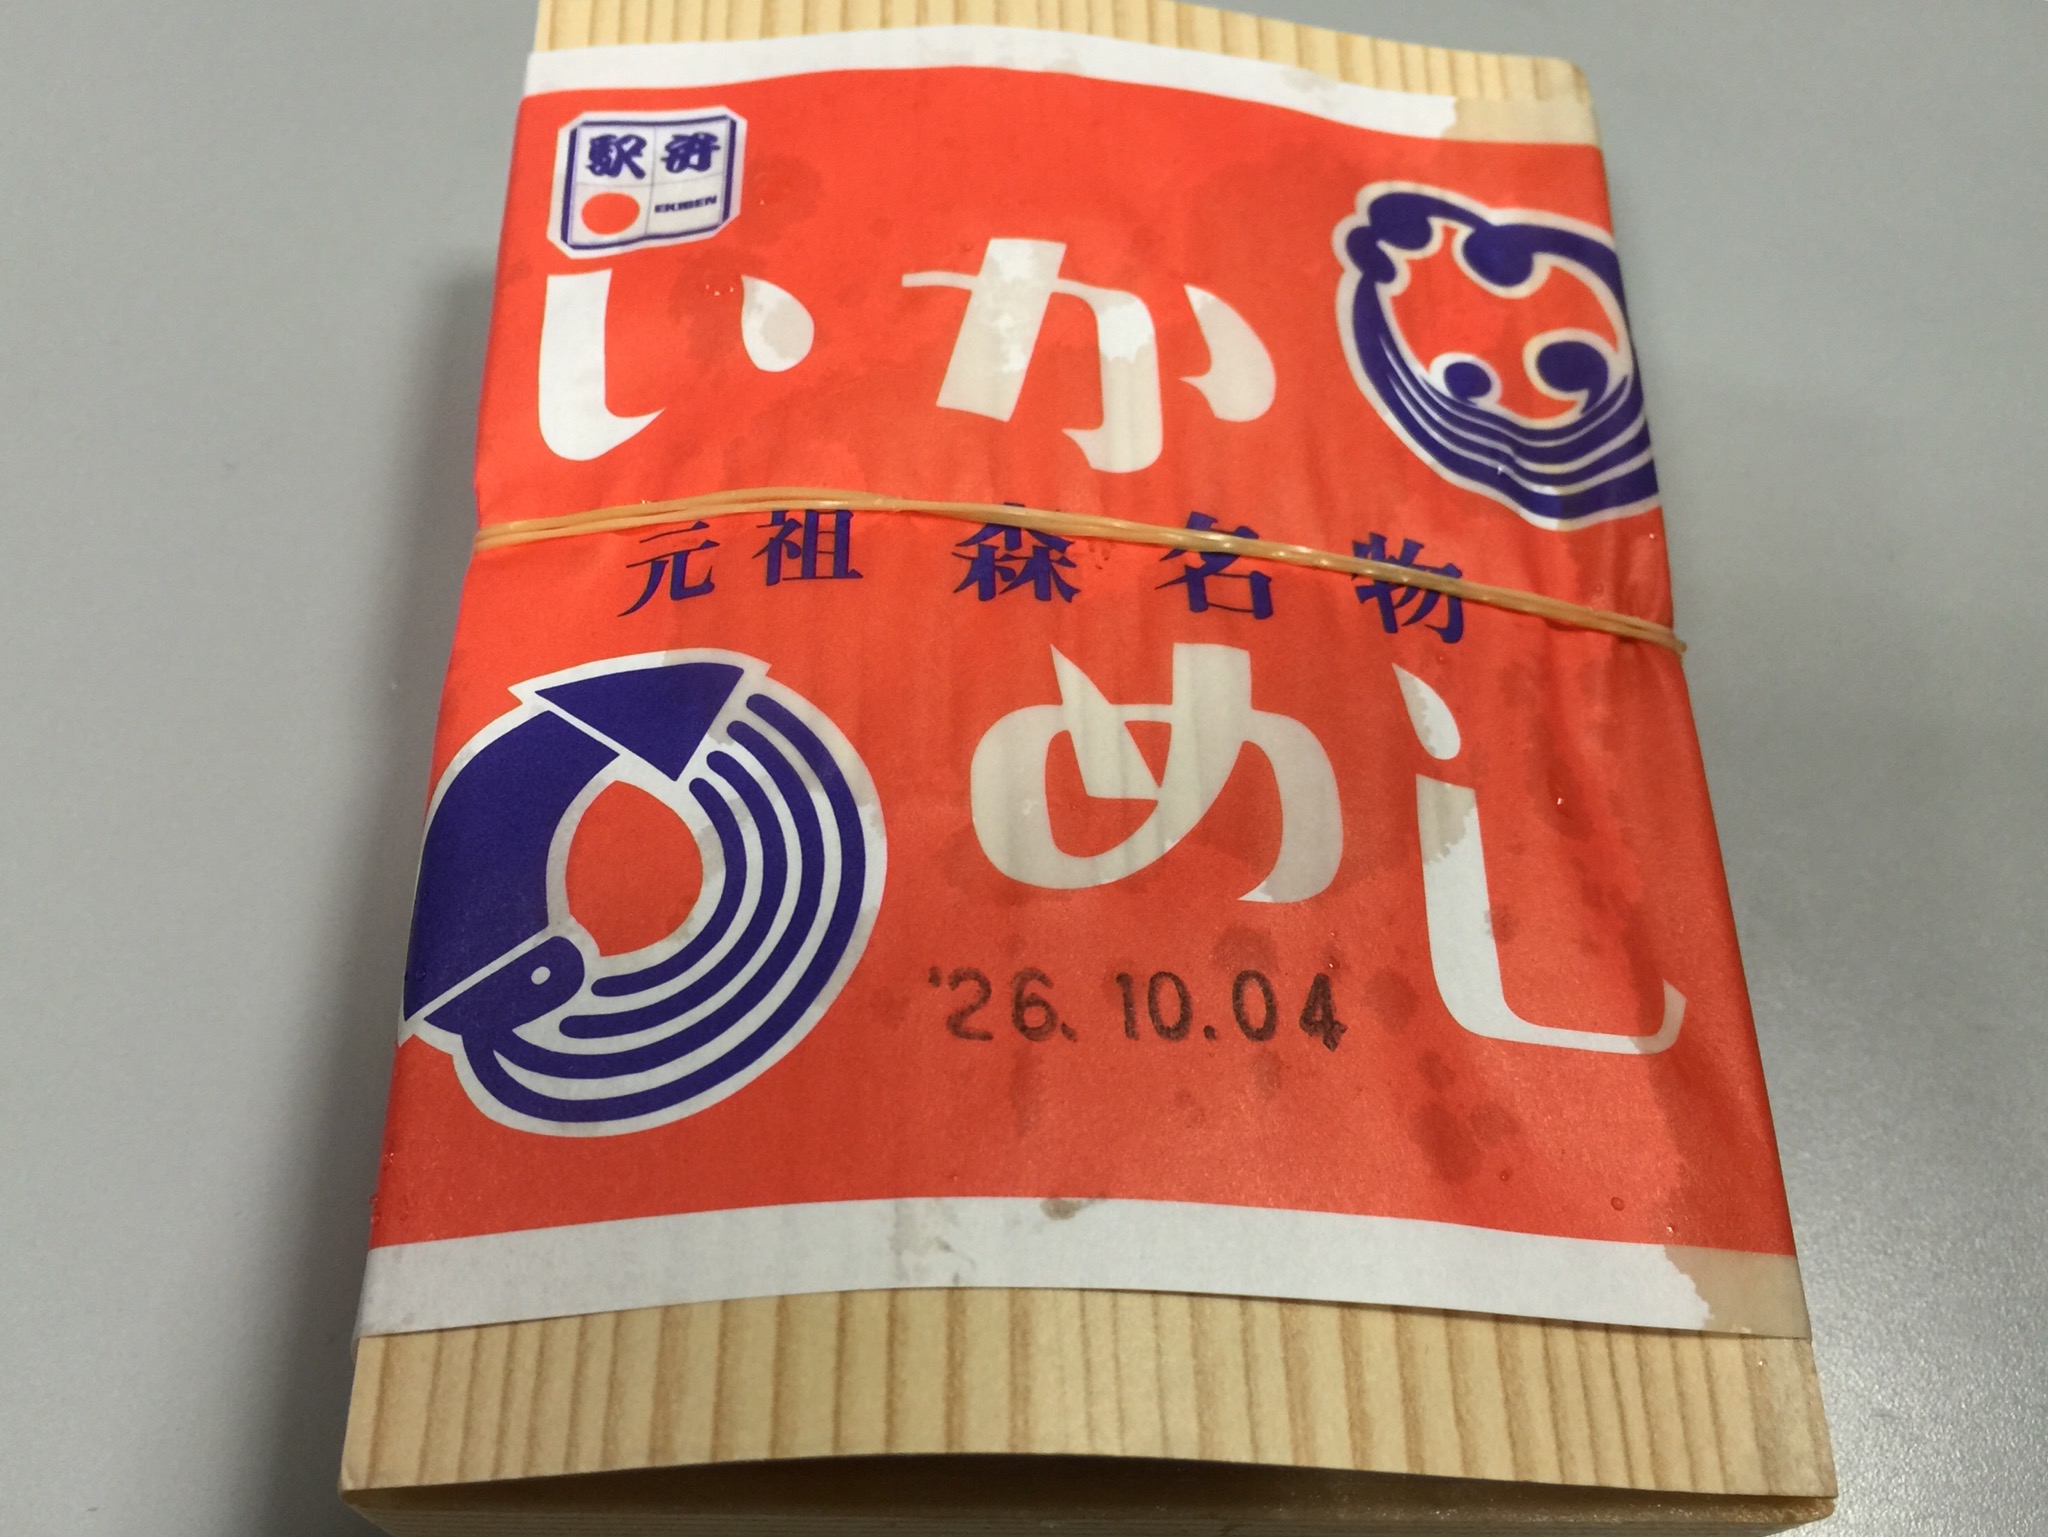 駅弁
EKIBEN
いか
元祖 森名物
めし
'26.10.04